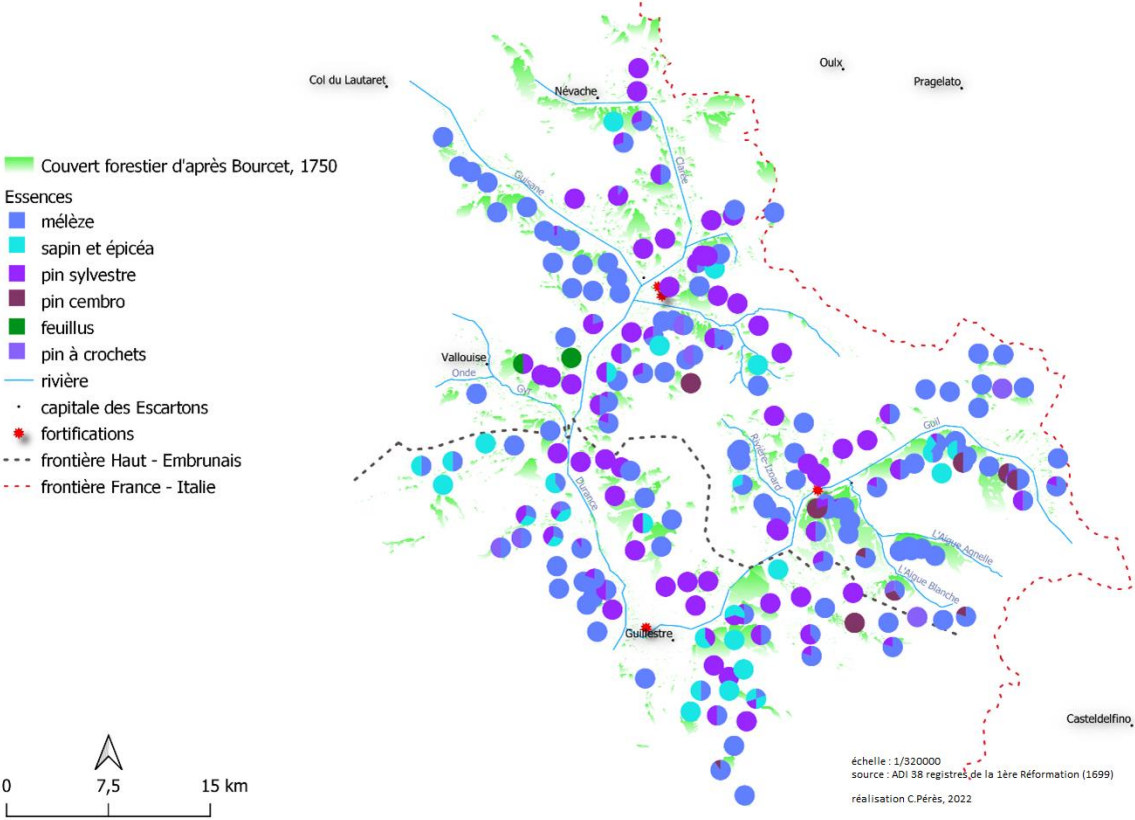 Oulx
Col du Lautaret
Pragelato
Névache
Clarée
Guisane
Couvert forestier d'après Bourcet, 1750
Essences
mélèze
sapin et épicéa
pin sylvestre
pin cembro
feuillus
pin à crochets
rivière
capitale des Escartons
fortifications
frontière Haut - Embrunais
frontière France - Italie
Vallouise
Onde
Gyr
Guil
Rivière-Izoard
Durance
L'Aigue Agnelle
L'Aigue Blanche
Guillestre
Casteldelfino
0 7,5 15 km
échelle : 1/320000
source : ADI 38 registres de la 1ère Réformation (1699)
réalisation C.Pérès, 2022